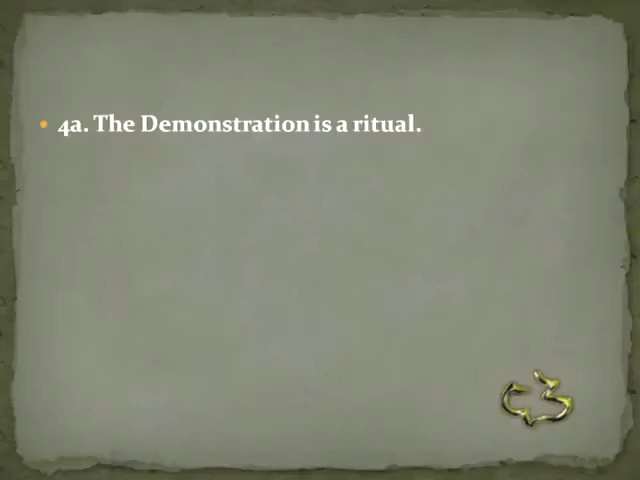 • 4a. The Demonstration is a ritual.